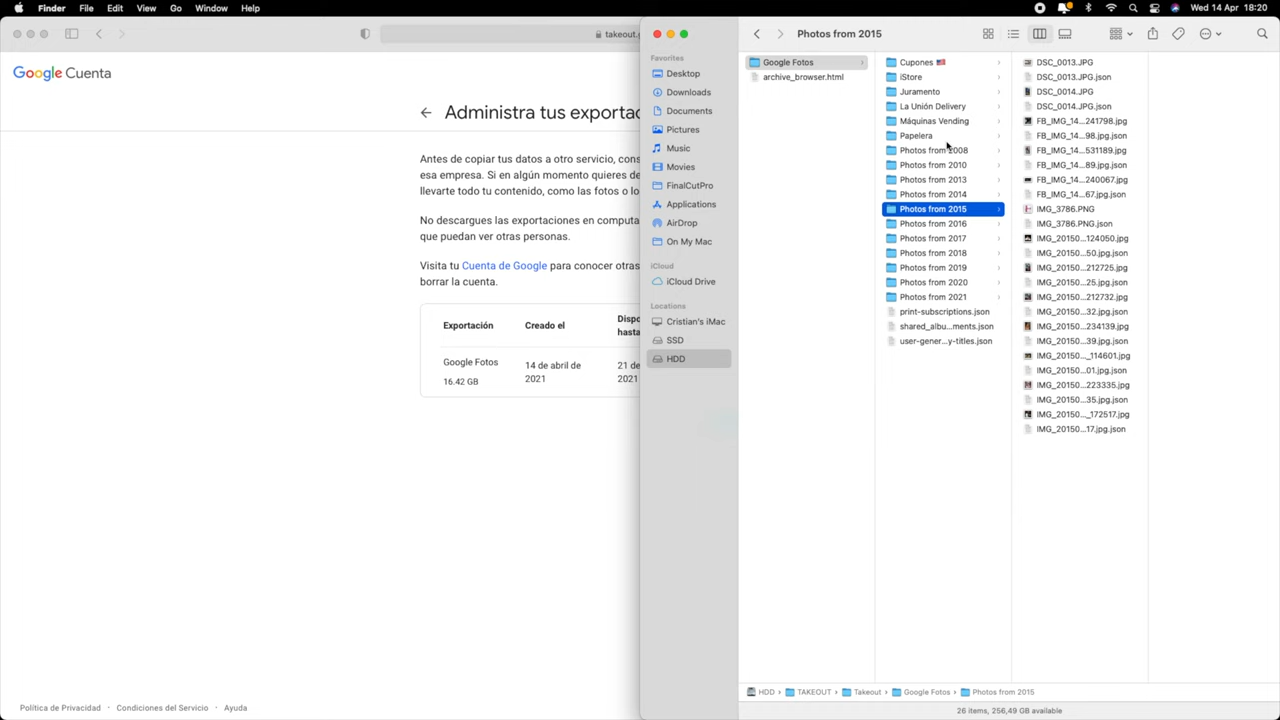 Finder File Edit View Go Window Help
Wed 14 Apr 18:20
takeout.g
Google Cuenta
Administra tus exportac
Antes de copiar tus datos a otro servicio, cons
esa empresa. Si en algún momento quieres de
llevarte todo tu contenido, como las fotos o lo
No descargues las exportaciones en computa
que puedan ver otras personas.
Visita tu Cuenta de Google para conocer otras
borrar la cuenta.
Exportación Creado el Dispo
hasta
Google Fotos 14 de abril de 21 de
16.42 GB 2021 2021
Política de Privacidad · Condiciones del Servicio · Ayuda
Photos from 2015
Favorites
Desktop
Downloads
Documents
Pictures
Music
Movies
FinalCutPro
Applications
AirDrop
On My Mac
iCloud
iCloud Drive
Locations
Cristian's iMac
SSD
HDD
Google Fotos
archive_browser.html
Cupones 🇺🇸
iStore
Juramento
La Unión Delivery
Máquinas Vending
Papelera
Photos from 2008
Photos from 2010
Photos from 2013
Photos from 2014
Photos from 2015
Photos from 2016
Photos from 2017
Photos from 2018
Photos from 2019
Photos from 2020
Photos from 2021
print-subscriptions.json
shared_albu...ments.json
user-gener...y-titles.json
DSC_0013.JPG
DSC_0013.JPG.json
DSC_0014.JPG
DSC_0014.JPG.json
FB_IMG_14...241798.jpg
FB_IMG_14...98.jpg.json
FB_IMG_14...531189.jpg
FB_IMG_14...89.jpg.json
FB_IMG_14...240067.jpg
FB_IMG_14...67.jpg.json
IMG_3786.PNG
IMG_3786.PNG.json
IMG_20150...124050.jpg
IMG_20150...50.jpg.json
IMG_20150...212725.jpg
IMG_20150...25.jpg.json
IMG_20150...212732.jpg
IMG_20150...32.jpg.json
IMG_20150...234139.jpg
IMG_20150...39.jpg.json
IMG_20150..._114601.jpg
IMG_20150...01.jpg.json
IMG_20150...223335.jpg
IMG_20150...35.jpg.json
IMG_20150..._172517.jpg
IMG_20150...17.jpg.json
HDD › TAKEOUT › Takeout › Google Fotos › Photos from 2015
26 items, 256,49 GB available